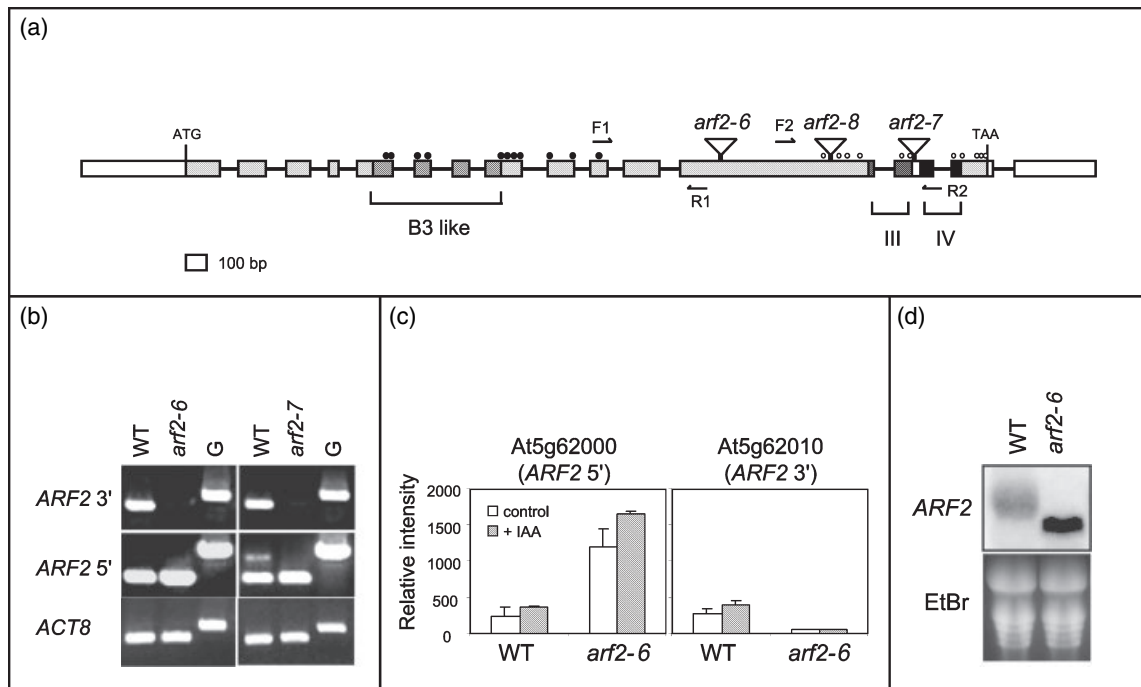 (a)
ATG
F1
arf2-6
F2
arf2-8
arf2-7
TAA
R1
R2
B3 like
III
IV
100 bp
(b)
WT
arf2-6
G
WT
arf2-7
G
ARF2 3'
ARF2 5'
ACT8
(c)
At5g62000
(ARF2 5')
At5g62010
(ARF2 3')
Relative intensity
2000
1500
1000
500
0
control
+ IAA
WT
arf2-6
WT
arf2-6
(d)
WT
arf2-6
ARF2
EtBr